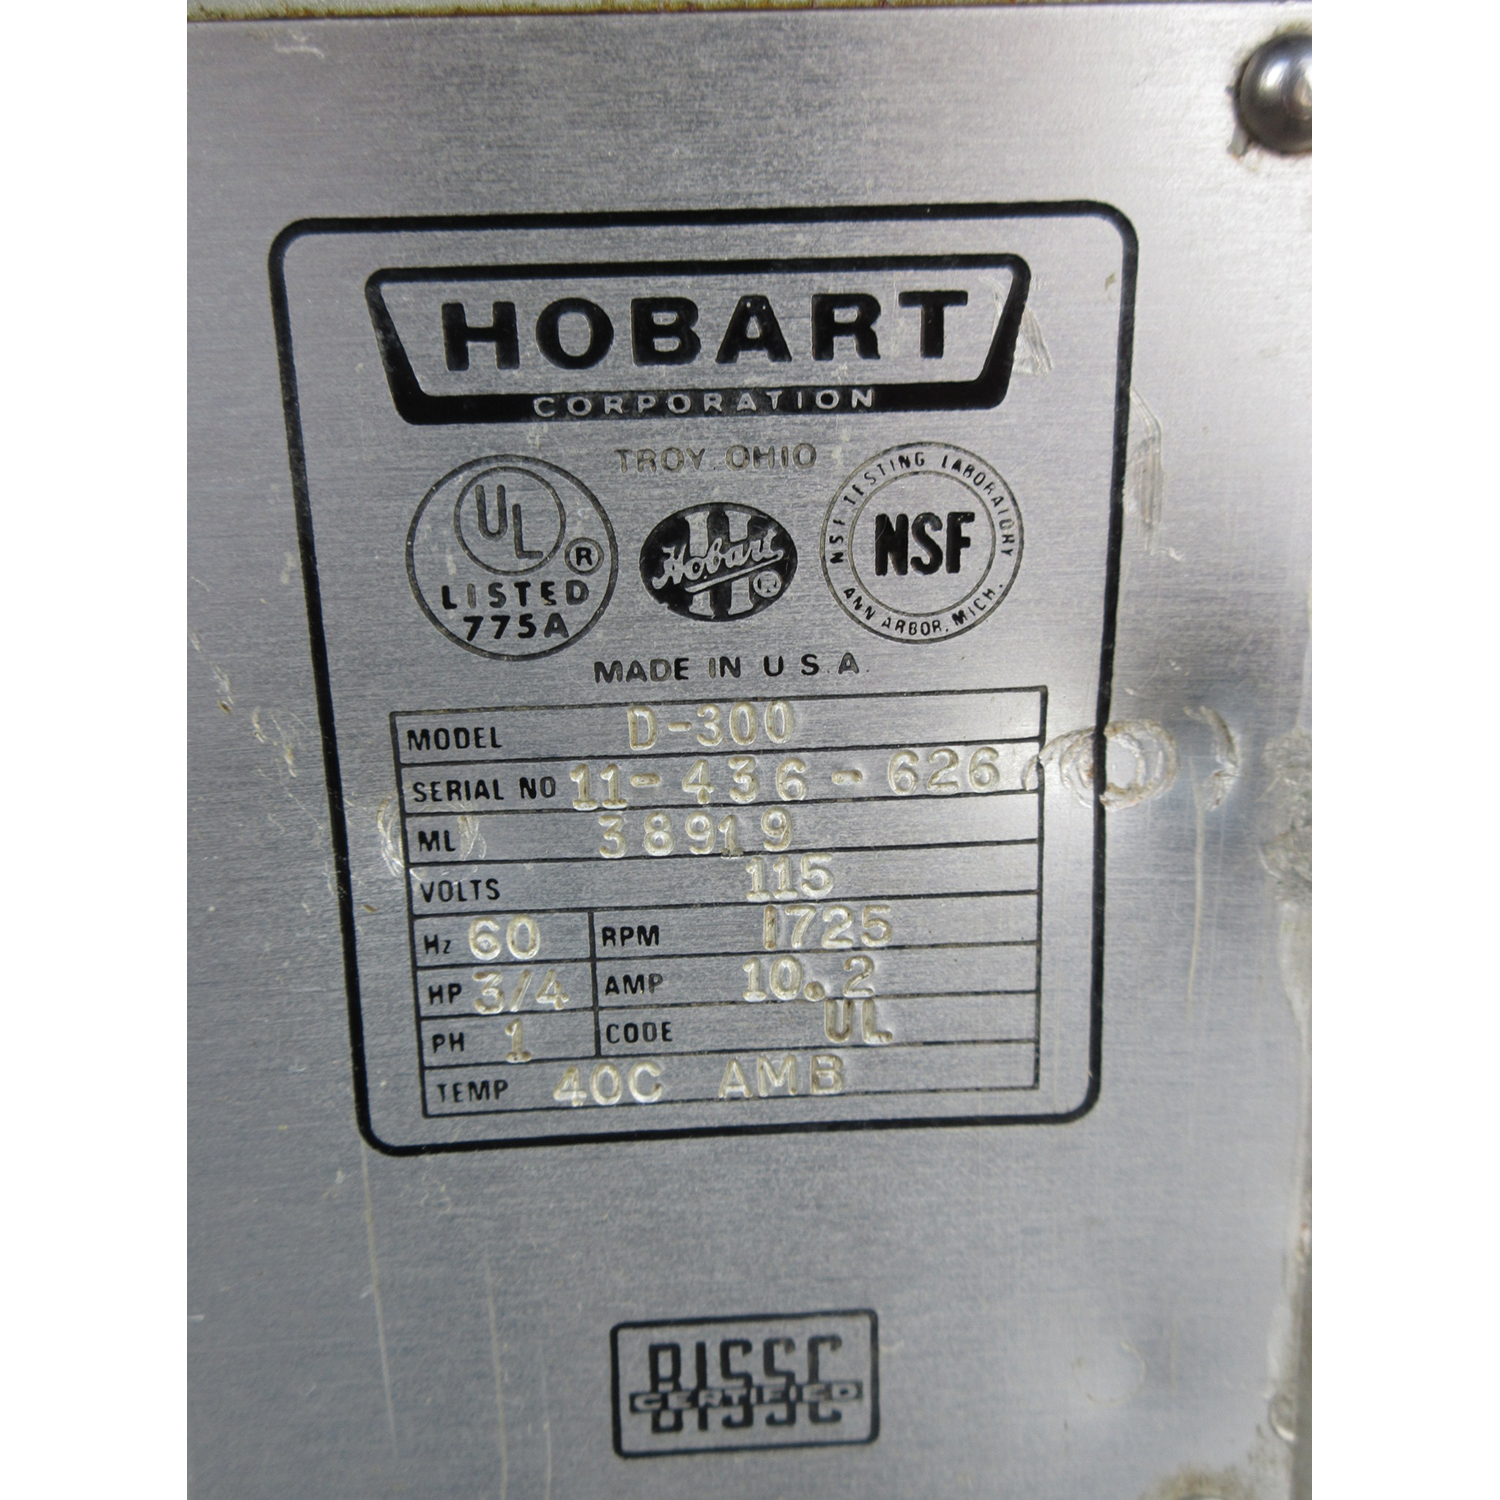 HOBART
CORPORATION
TROY, OHIO
UL ®
LISTED
775A
Hobart ®
NSF TESTING LABORATORY
NSF
ANN ARBOR, MICH.
MADE IN U.S.A.
MODEL D-300
SERIAL NO 11-436-626
ML 38919
VOLTS 115
Hz 60 RPM 1725
HP 3/4 AMP 10.2
PH 1 CODE UL
TEMP 40C AMB
BISSC
CERTIFIED